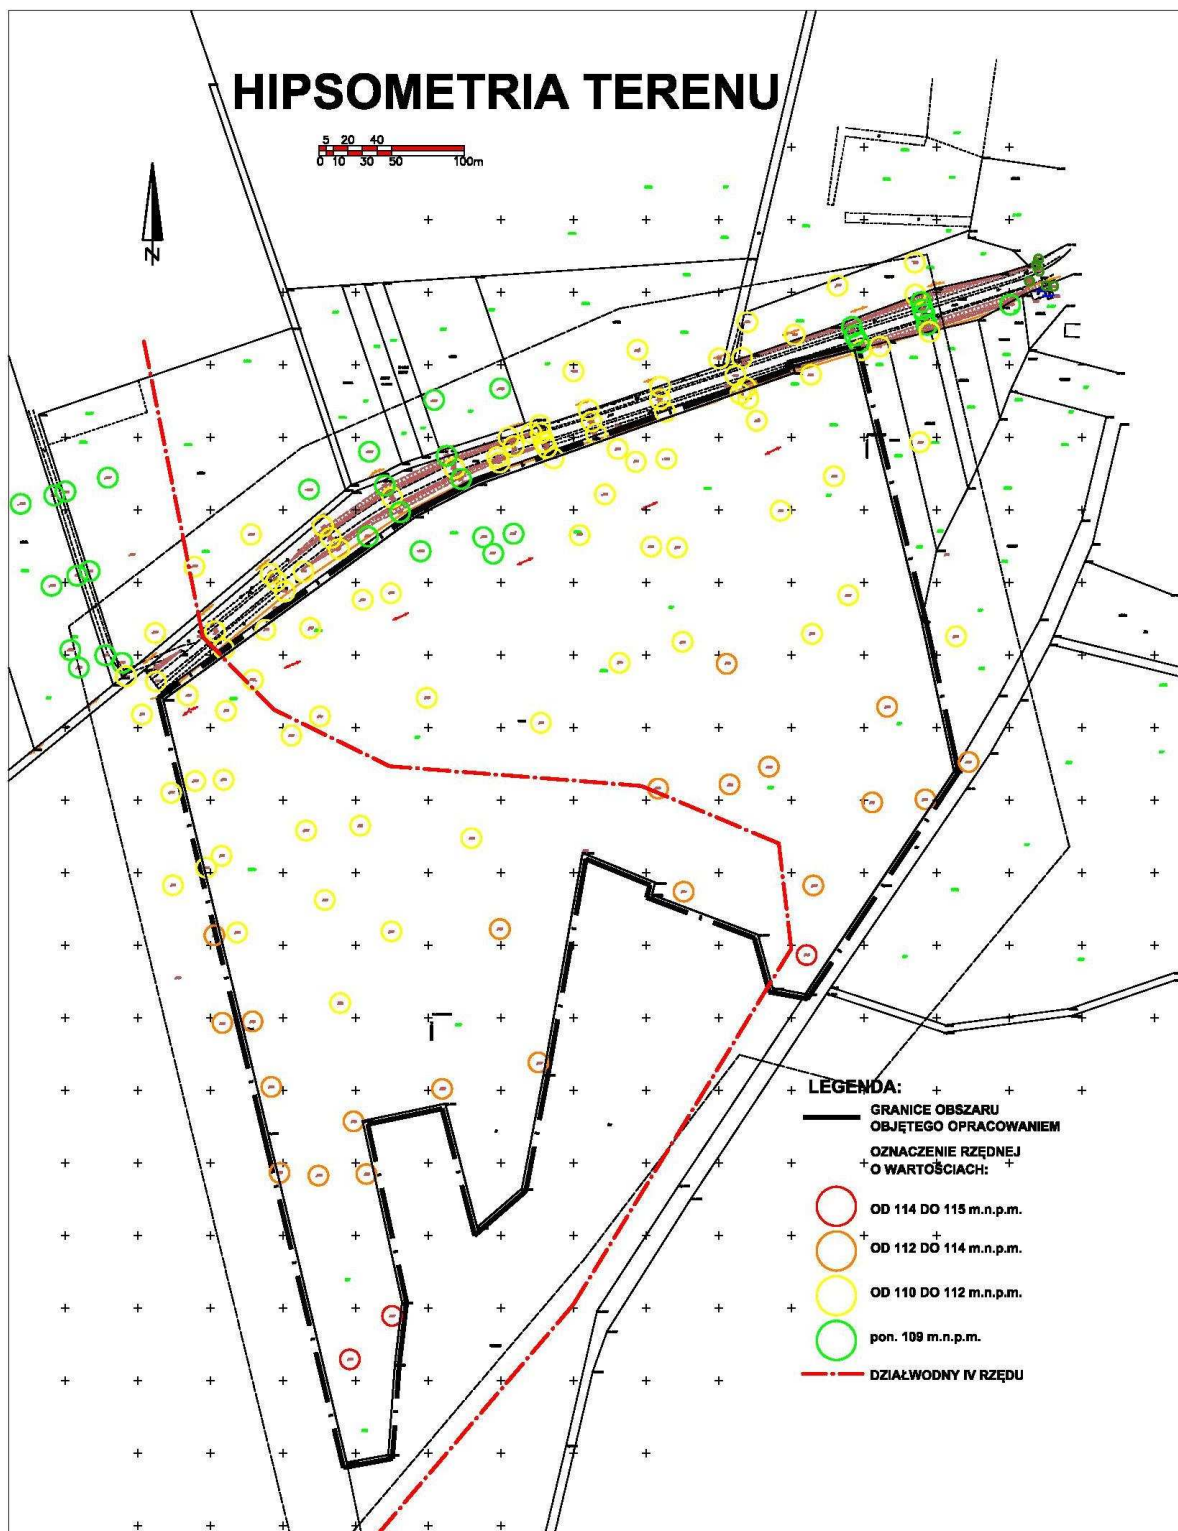 HIPSOMETRIA TERENU
5 20 40
0 10 30 50 100m
N
LEGENDA:
GRANICE OBSZARU
OBJĘTEGO OPRACOWANIEM
OZNACZENIE RZĘDNEJ
O WARTOŚCIACH:
OD 114 DO 115 m.n.p.m.
OD 112 DO 114 m.n.p.m.
OD 110 DO 112 m.n.p.m.
pon. 109 m.n.p.m.
DZIAŁWODNY IV RZĘDU